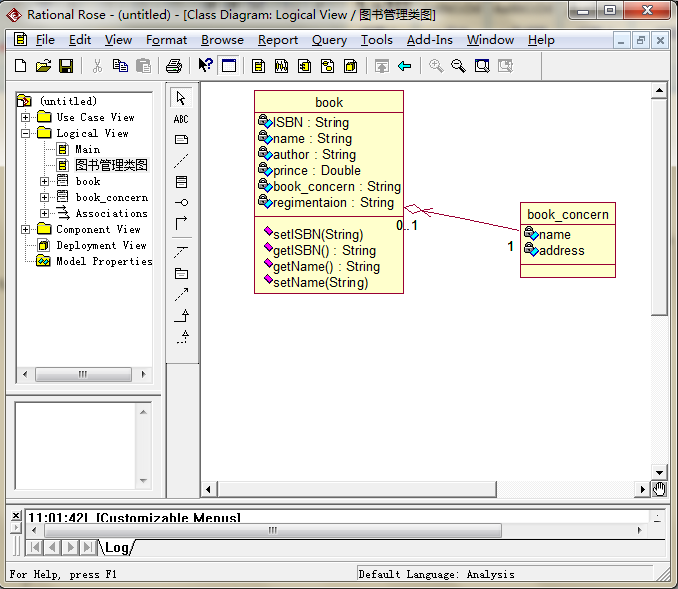 Rational Rose - (untitled) - [Class Diagram: Logical View / 图书管理类图]
File Edit View Format Browse Report Query Tools Add-Ins Window Help
(untitled)
Use Case View
Logical View
Main
图书管理类图
book
book_concern
Associations
Component View
Deployment View
Model Properties
ABC
book
ISBN : String
name : String
author : String
prince : Double
book_concern : String
regimentaion : String
setISBN(String)
getISBN() : String
getName() : String
setName(String)
0..1
1
book_concern
name
address
11:01:42| [Customizable Menus]
Log
For Help, press F1
Default Language: Analysis